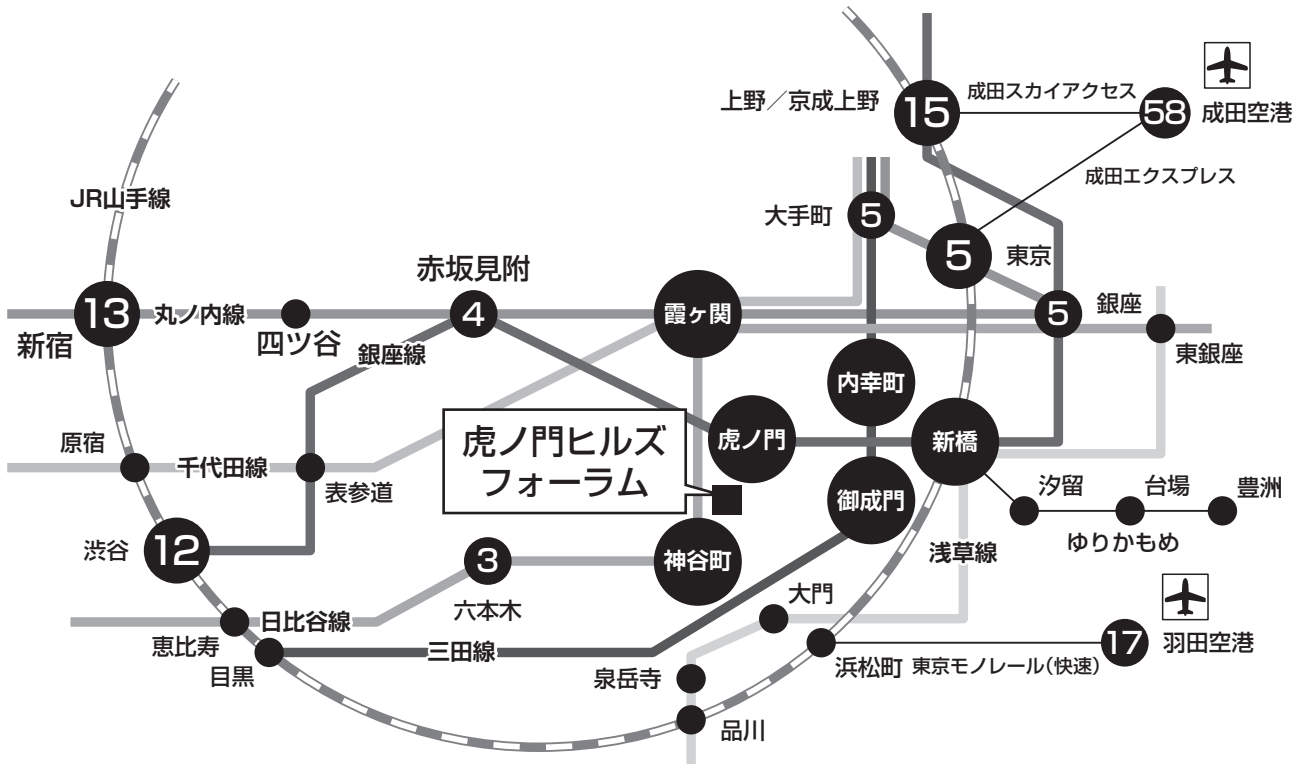 上野／京成上野
15
成田スカイアクセス
58
成田空港
成田エクスプレス
JR山手線
大手町
5
5
東京
赤坂見附
13
丸ノ内線
新宿
四ツ谷
4
霞ヶ関
5
銀座
東銀座
銀座線
内幸町
虎ノ門ヒルズ
フォーラム
虎ノ門
新橋
原宿
千代田線
表参道
御成門
汐留
台場
豊洲
ゆりかもめ
渋谷
12
3
六本木
神谷町
浅草線
大門
日比谷線
恵比寿
目黒
三田線
泉岳寺
浜松町
東京モノレール(快速)
17
羽田空港
品川